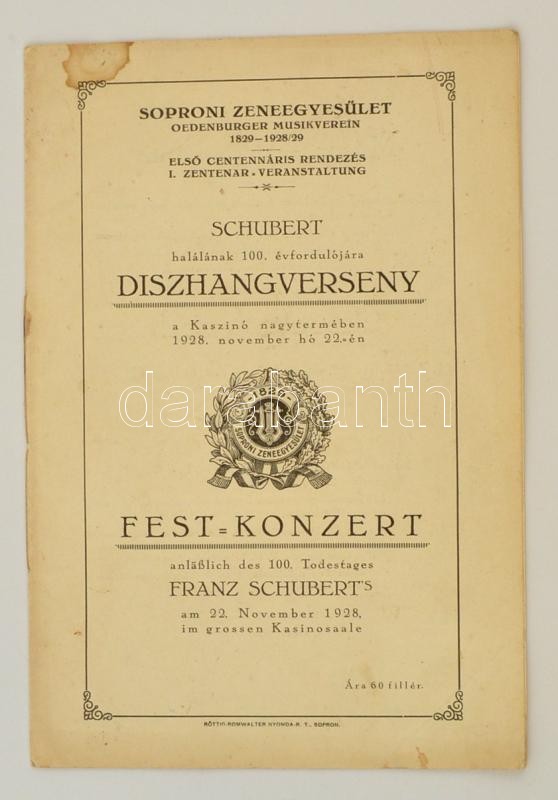 SOPRONI ZENEEGYESÜLET
OEDENBURGER MUSIKVEREIN
1829–1928/29
ELSŐ CENTENNÁRIS RENDEZÉS
I. ZENTENAR-VERANSTALTUNG
SCHUBERT
halálának 100. évfordulójára
DISZHANGVERSENY
a Kaszinó nagytermében
1928. november hó 22.-én
darabanth
1829
SOPRONI ZENEEGYESÜLET
FEST=KONZERT
anläßlich des 100. Todestages
FRANZ SCHUBERT'S
am 22. November 1928,
im grossen Kasinosaale
Ára 60 fillér.
RÖTTIG-ROMWALTER NYOMDA-R. T., SOPRON.